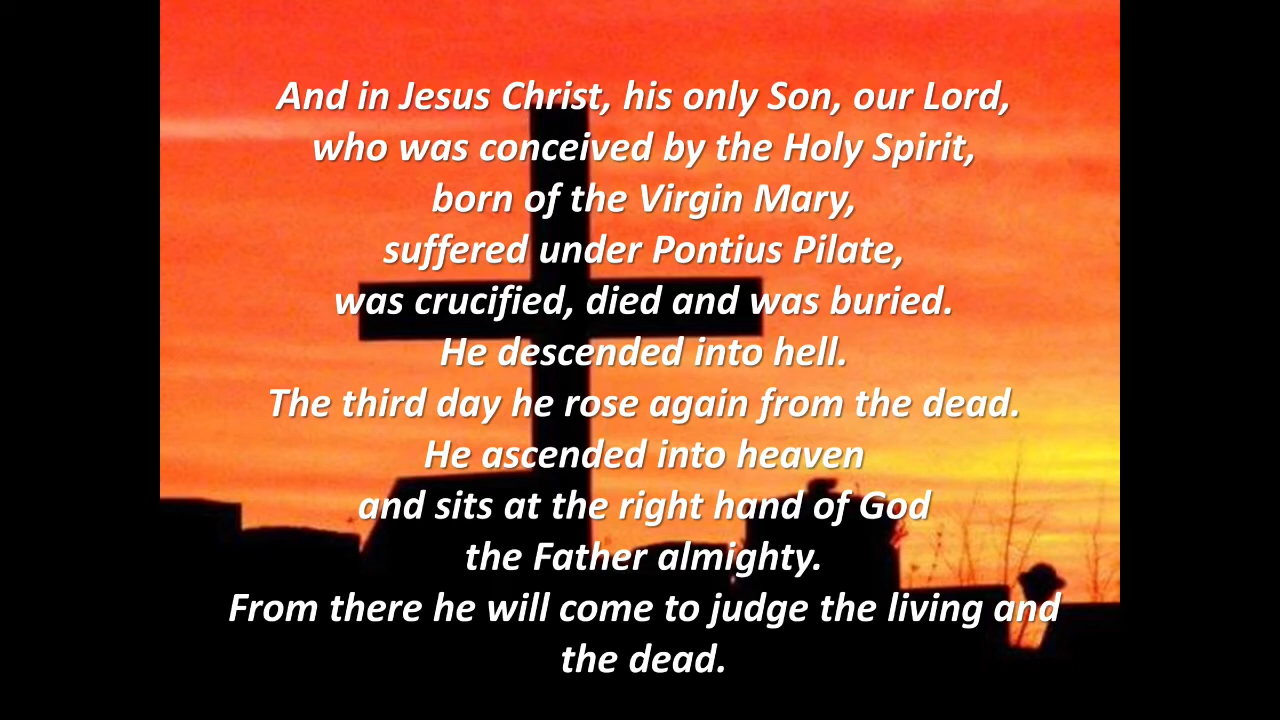 And in Jesus Christ, his only Son, our Lord,
who was conceived by the Holy Spirit,
born of the Virgin Mary,
suffered under Pontius Pilate,
was crucified, died and was buried.
He descended into hell.
The third day he rose again from the dead.
He ascended into heaven
and sits at the right hand of God
the Father almighty.
From there he will come to judge the living and
the dead.